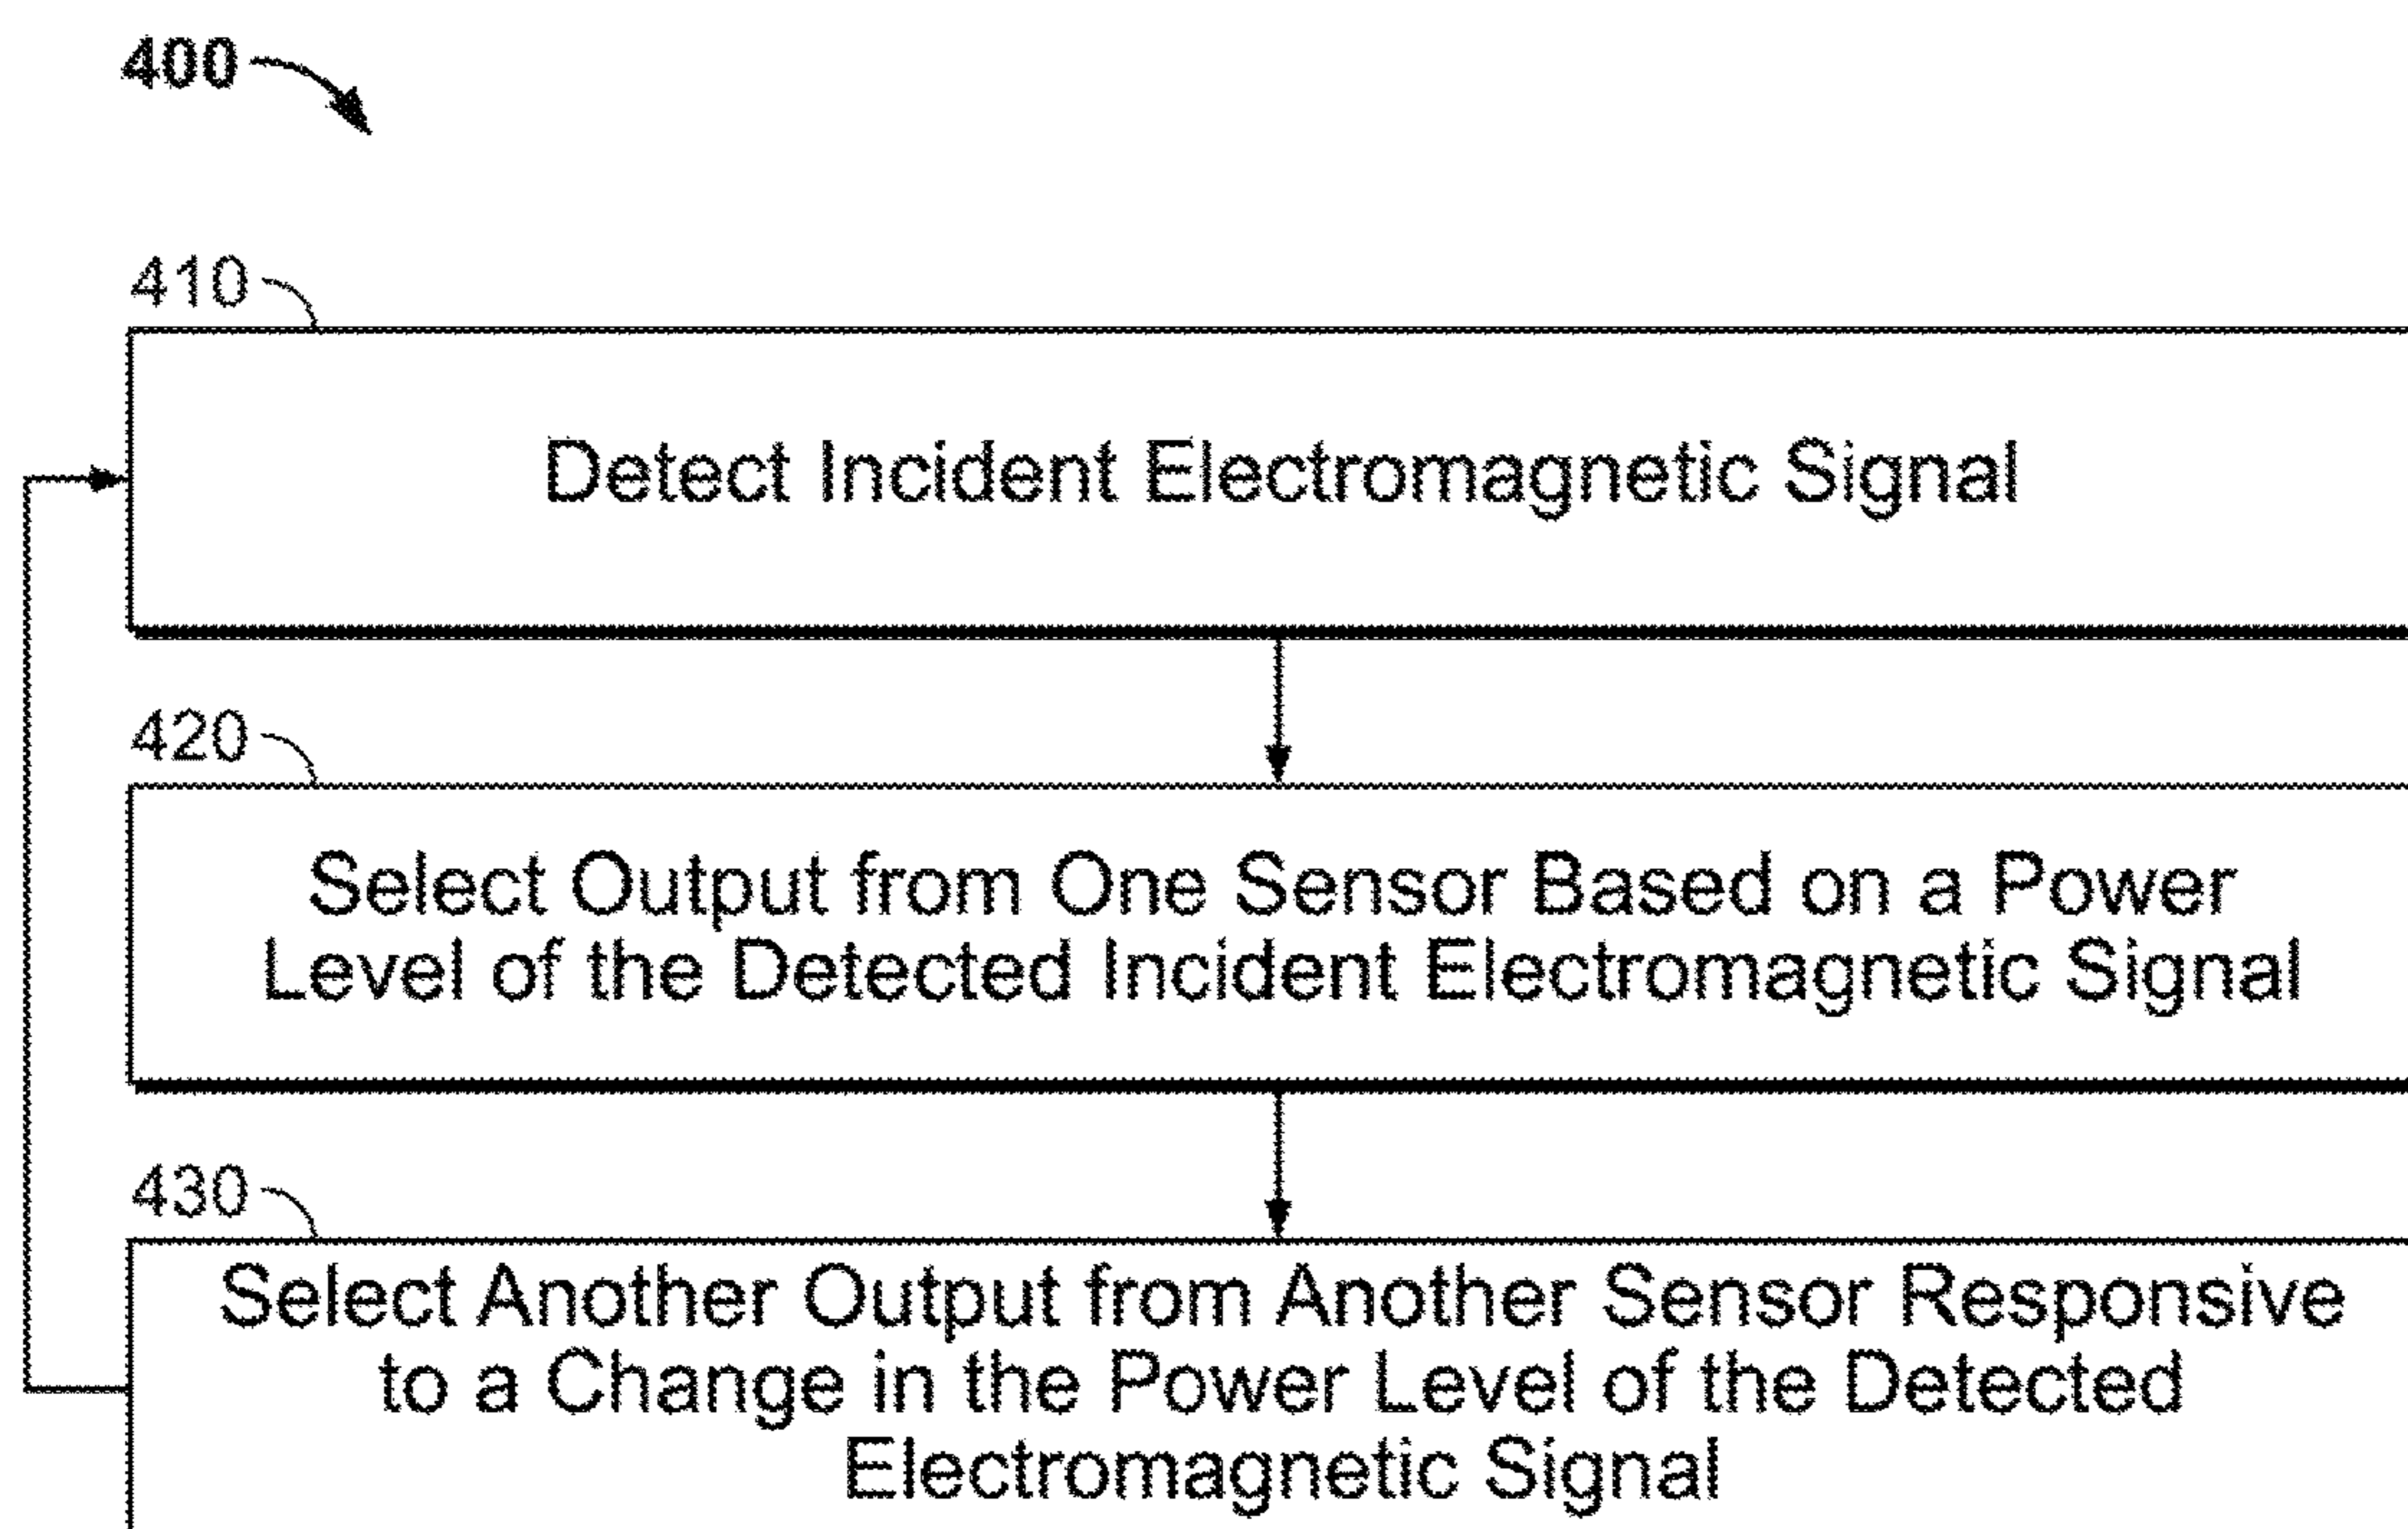 400
410
Detect Incident Electromagnetic Signal
420
Select Output from One Sensor Based on a Power
Level of the Detected Incident Electromagnetic Signal
430
Select Another Output from Another Sensor Responsive
to a Change in the Power Level of the Detected
Electromagnetic Signal